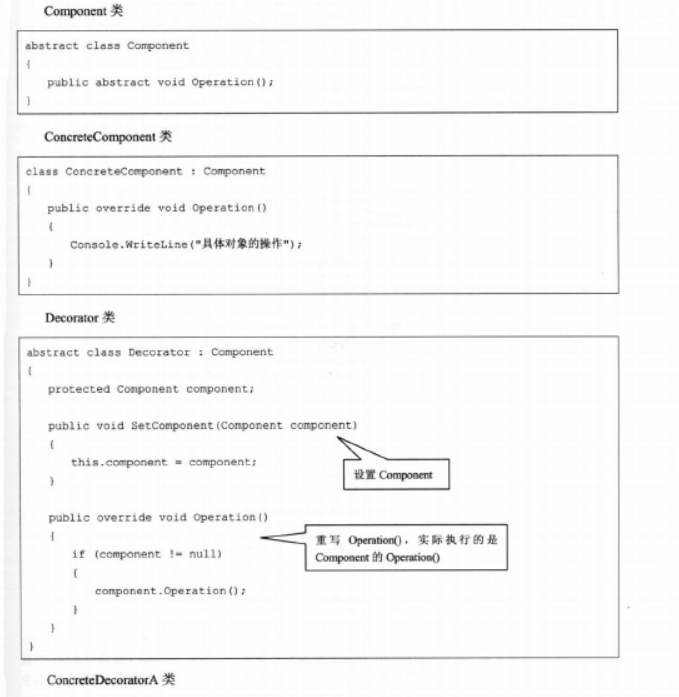 Component 类
abstract class Component
{
public abstract void Operation();
}
ConcreteComponent 类
class ConcreteComponent : Component
{
public override void Operation()
{
Console.WriteLine("具体对象的操作");
}
}
Decorator 类
abstract class Decorator : Component
{
protected Component component;
public void SetComponent(Component component)
{
this.component = component;
}
设置 Component
public override void Operation()
{
if (component != null)
{
component.Operation();
}
}
}
重写 Operation()，实际执行的是
Component 的 Operation()
ConcreteDecoratorA 类